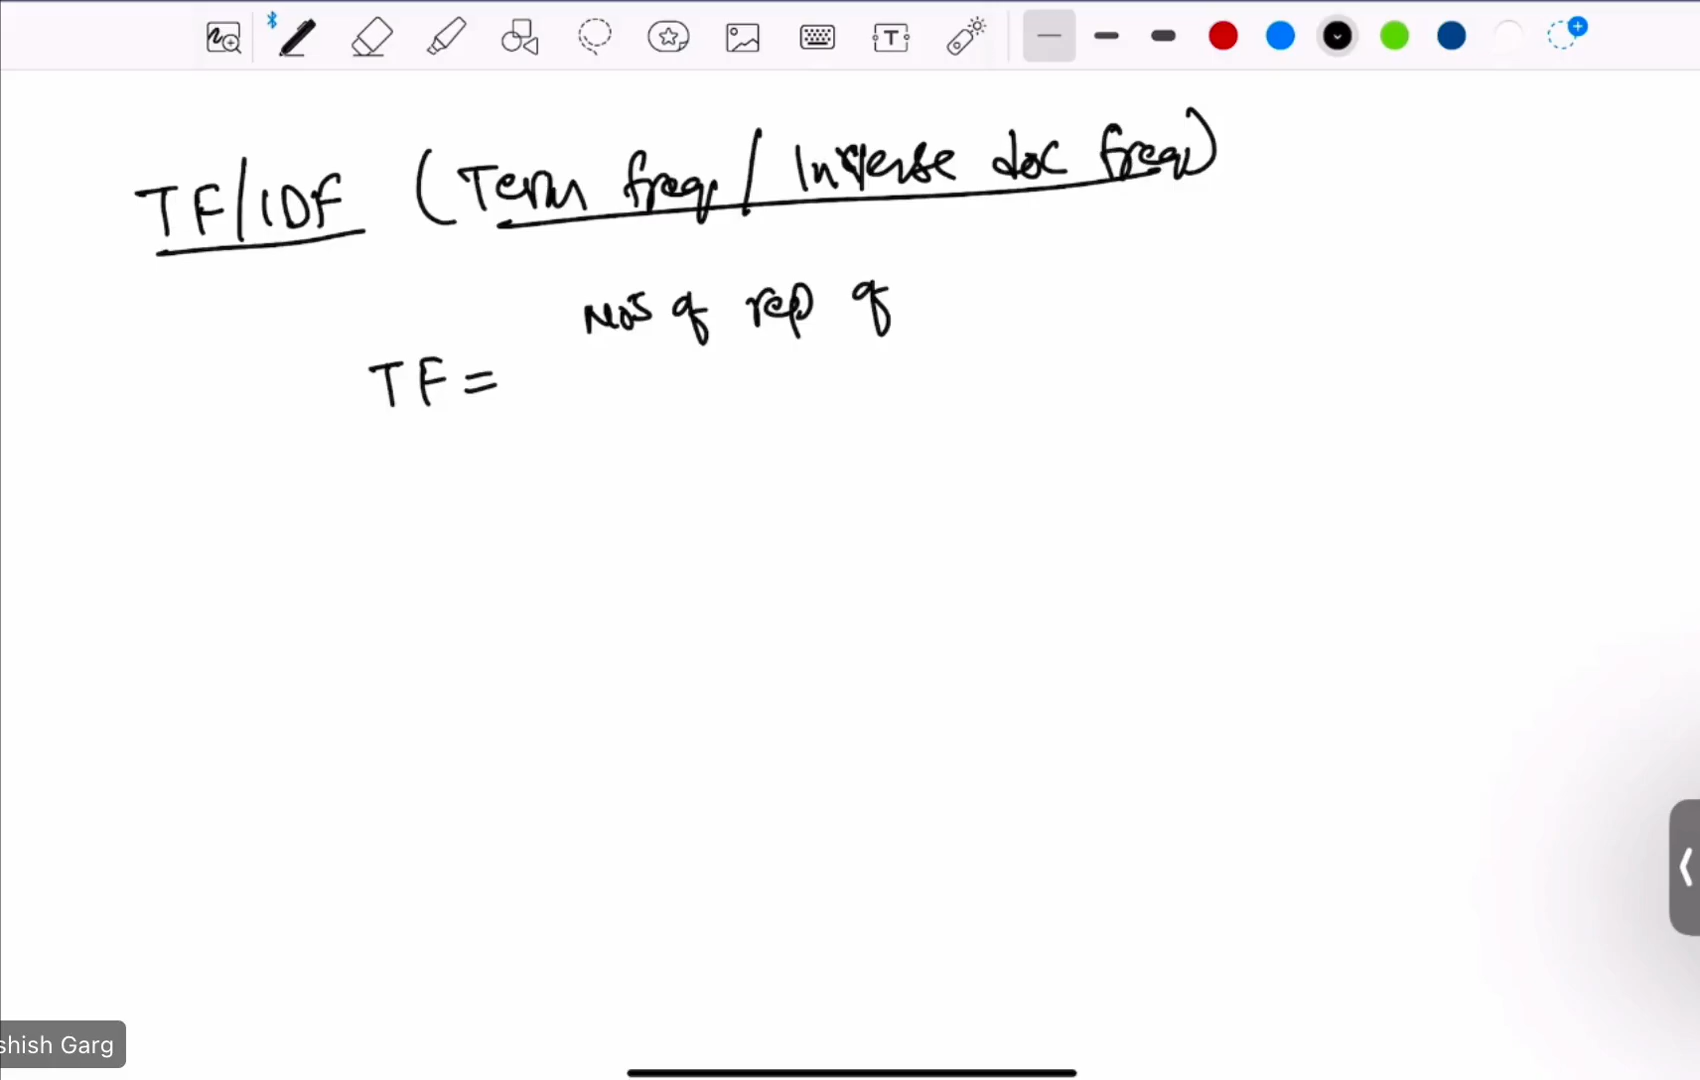 TF/IDF (Term freq / Inverse doc freq)
Nos of rep of
TF =
shish Garg